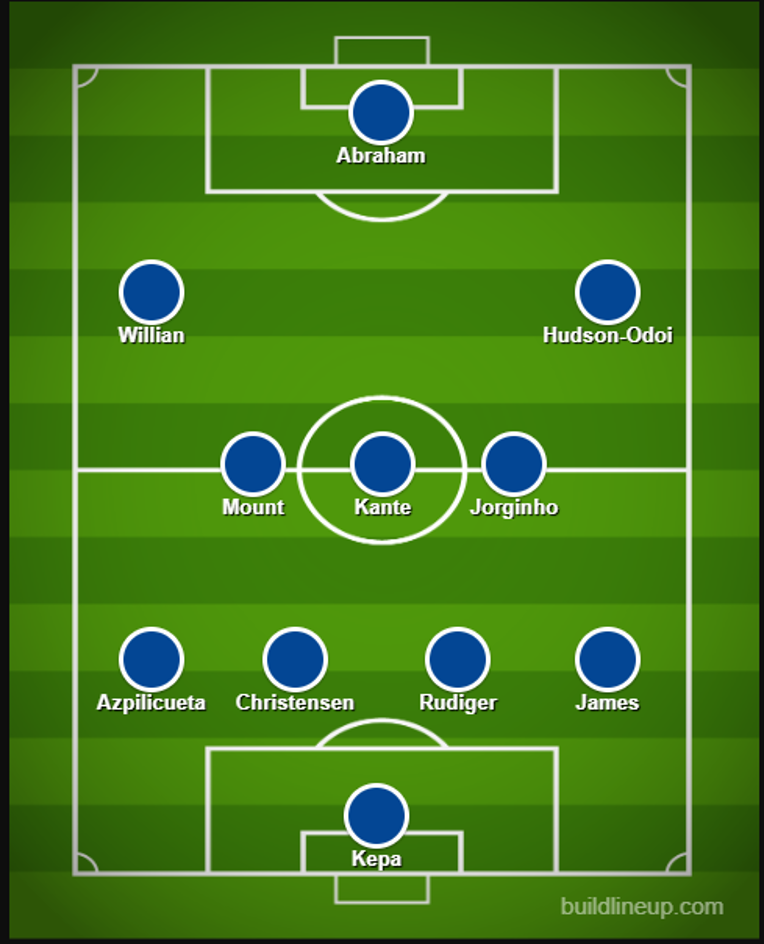 Abraham
Willian
Hudson-Odoi
Mount
Kante
Jorginho
Azpilicueta
Christensen
Rudiger
James
Kepa
buildlineup.com